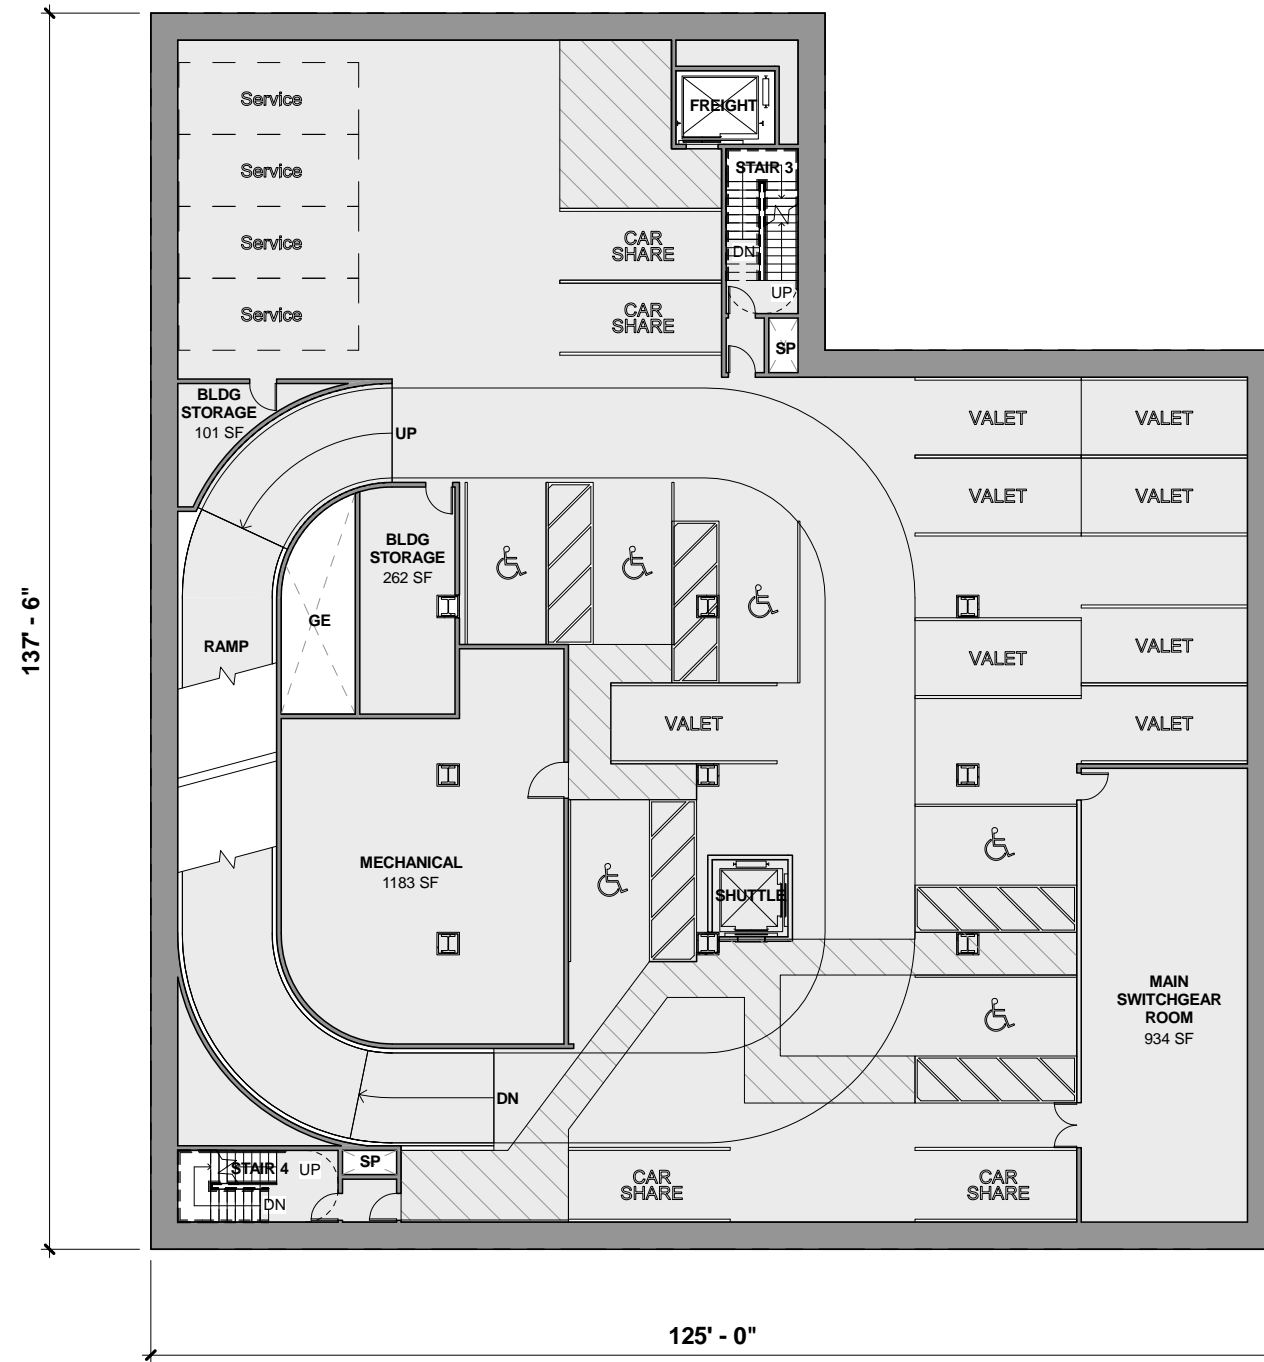 FREIGHT
Service
STAIR 3
Service
CAR
SHARE
Service
DN
UP
Service
CAR
SHARE
SP
BLDG
STORAGE
101 SF
VALET
VALET
UP
VALET
VALET
BLDG
STORAGE
262 SF
GE
137' - 6"
RAMP
VALET
VALET
VALET
VALET
MECHANICAL
1183 SF
SHUTTLE
MAIN
SWITCHGEAR
ROOM
934 SF
DN
STAIR 4
UP
SP
DN
CAR
SHARE
CAR
SHARE
125' - 0"